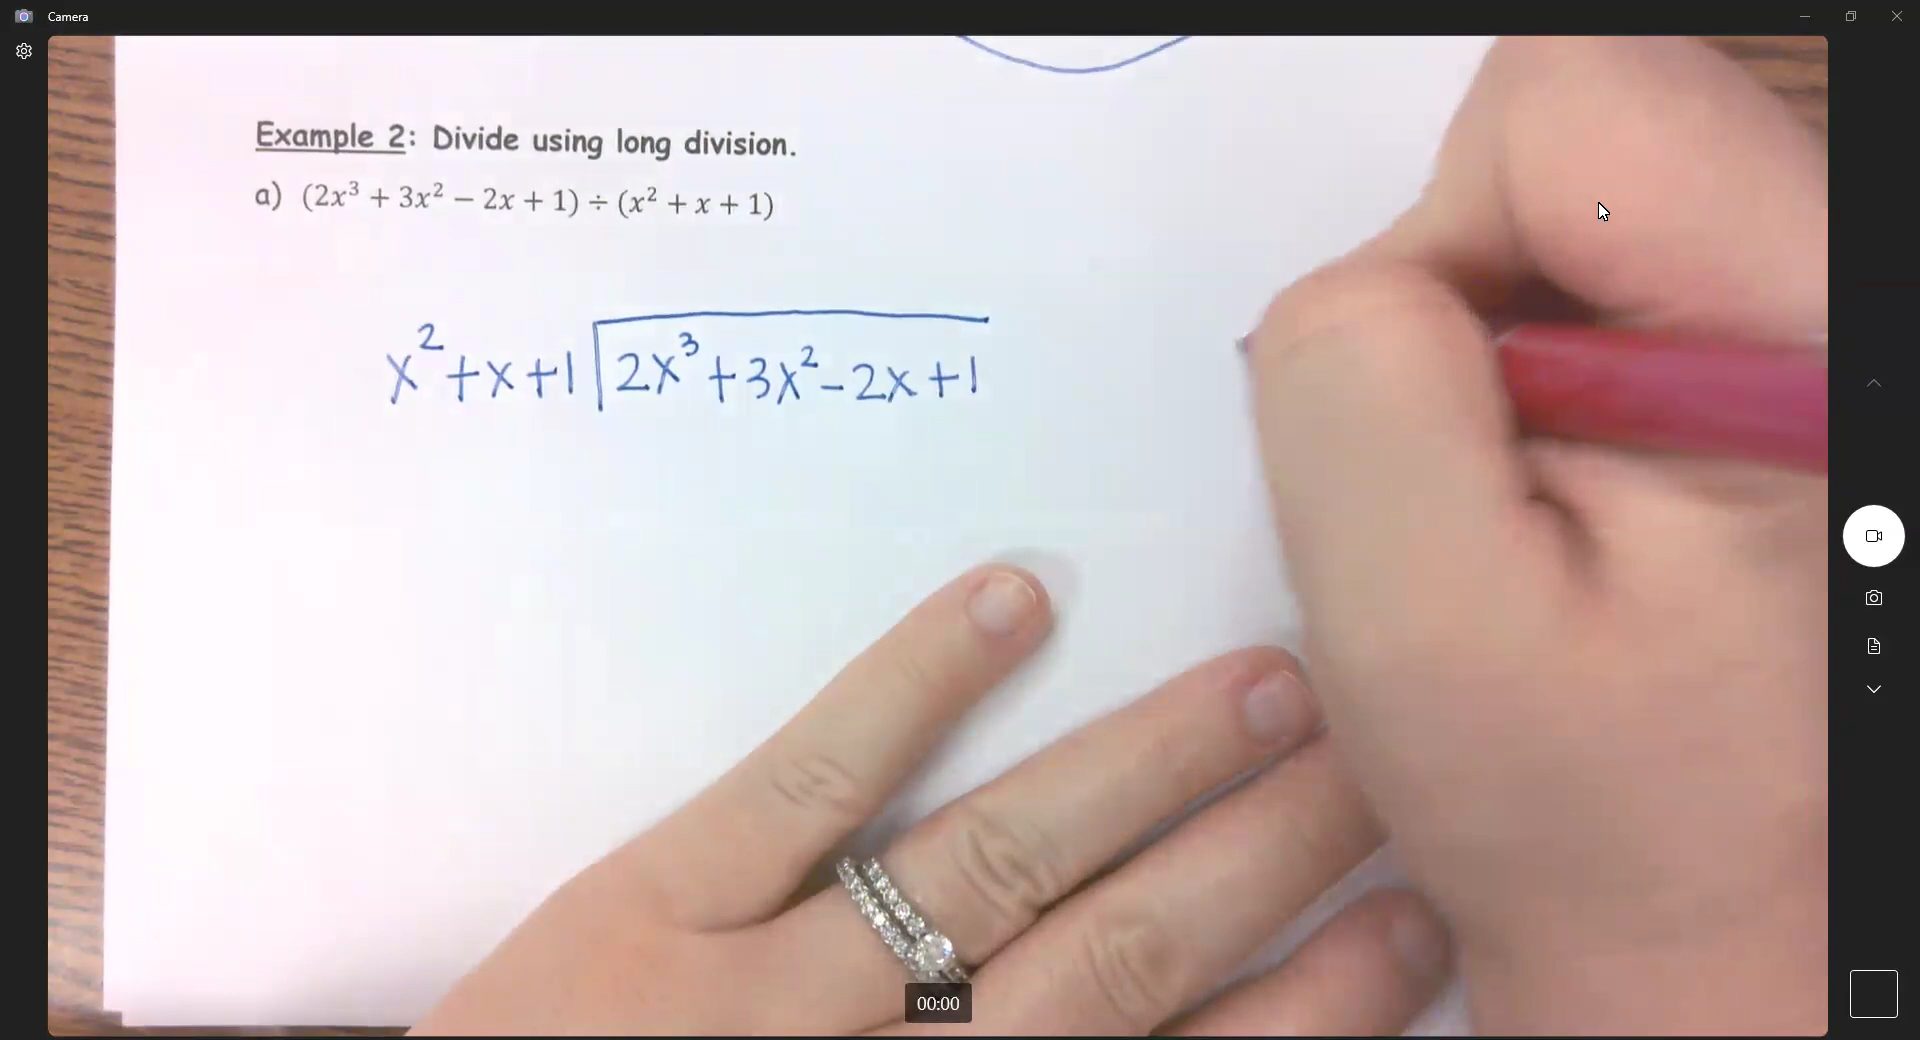 Camera
Example 2: Divide using long division.
a) (2x³ + 3x² − 2x + 1) ÷ (x² + x + 1)
x² + x + 1 2x³ + 3x² - 2x + 1
00:00